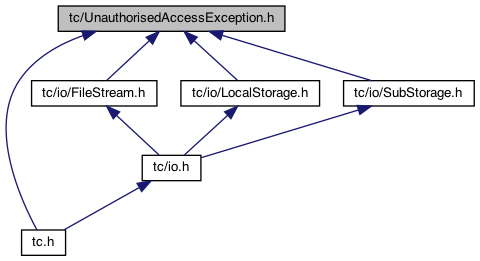 tc/UnauthorisedAccessException.h
tc/io/FileStream.h
tc/io/LocalStorage.h
tc/io/SubStorage.h
tc/io.h
tc.h